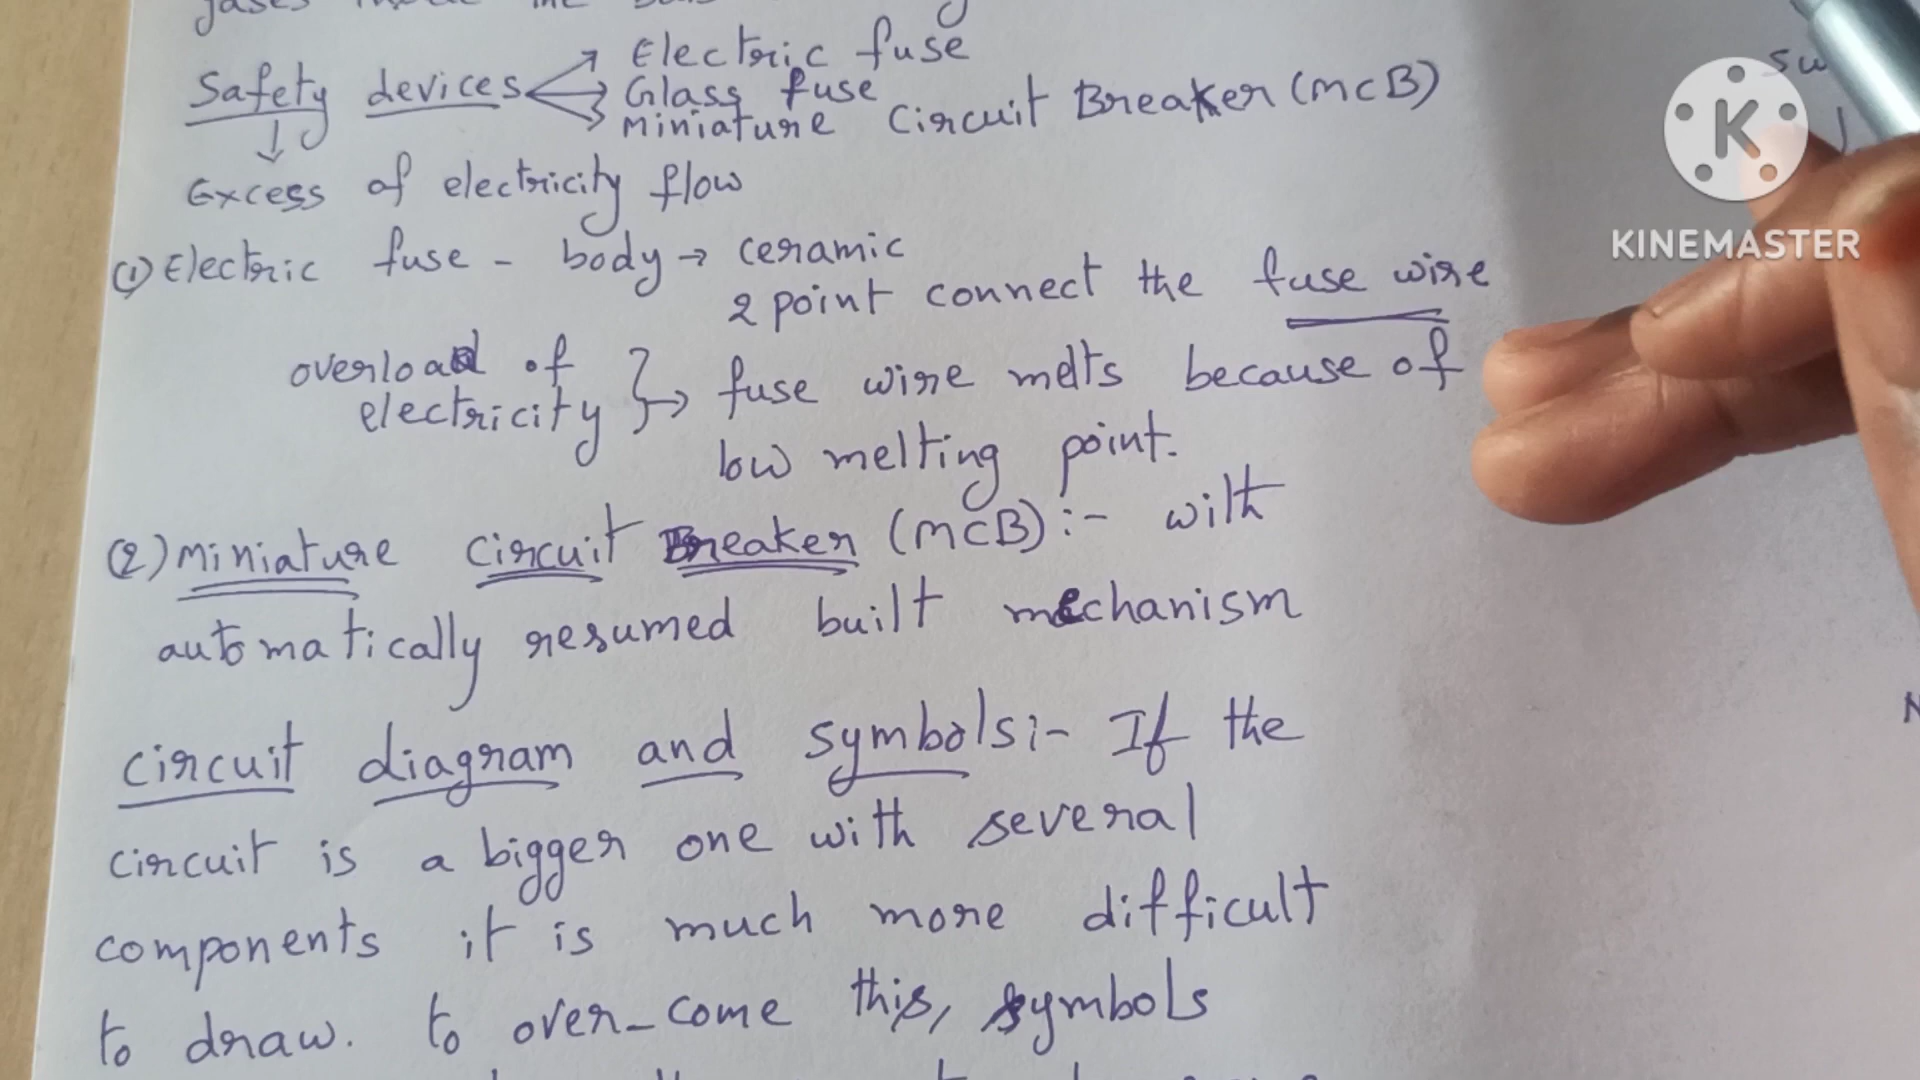 Safety devices
Electric fuse
Glass fuse
Miniature Circuit Breaker (MCB)
Excess of electricity flow
(1) Electric fuse - body → ceramic
2 point connect the fuse wire
overload of electricity } → fuse wire melts because of
low melting point.
(2) Miniature Circuit Breaker (MCB) :- with
automatically resumed built mechanism
circuit diagram and symbols :- If the
circuit is a bigger one with several
components it is much more difficult
to draw. to over-come this, symbols
KINEMASTER